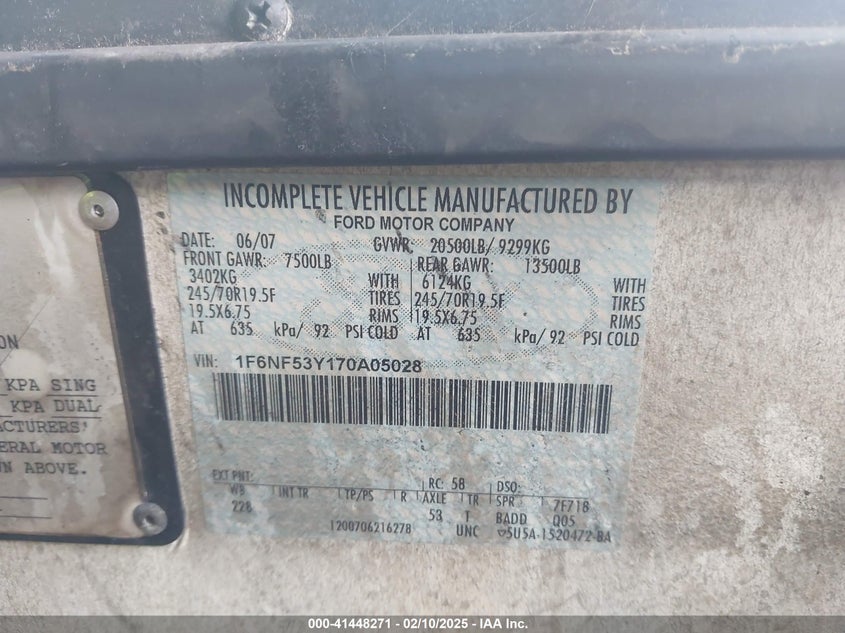 INCOMPLETE VEHICLE MANUFACTURED BY
FORD MOTOR COMPANY
DATE: 06/07 GVWR: 20500LB/ 9299KG
FRONT GAWR: 7500LB REAR GAWR: 13500LB
3402KG WITH 6124KG WITH
245/70R19.5F TIRES 245/70R19.5F TIRES
19.5X6.75 RIMS 19.5X6.75 RIMS
AT 635 kPa/ 92 PSI COLD AT 635 kPa/ 92 PSI COLD
VIN: 1F6NF53Y170A05028
EXT PNT: RC: 58 DSO:
WB INT TR TP/PS R AXLE TR SPR 7F718
228 53 T BADD Q05
1200706216278 UNC 5U5A-1520472-BA
ON
KPA SING
KPA DUAL
ACTURERS'
ERAL MOTOR
N ABOVE.
000-41448271 - 02/10/2025 - IAA Inc.